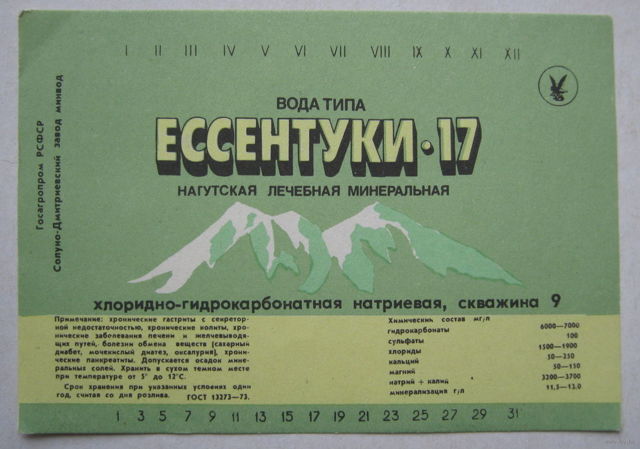 I II III IV V VI VII VIII IX X XI XII
Госагропром РСФСР
Солуно-Дмитриевский завод минвод
ВОДА ТИПА
ЕССЕНТУКИ·17
НАГУТСКАЯ ЛЕЧЕБНАЯ МИНЕРАЛЬНАЯ
хлоридно-гидрокарбонатная натриевая, скважина 9
Примечание: хронические гастриты с секретор-
ной недостаточностью, хронические колиты, хро-
нические заболевания печени и желчевыводя-
щих путей, болезни обмена веществ (сахарный
диабет, мочекислый диатез, оксалурия), хрони-
ческие панкреатиты. Допускается осадок мине-
ральных солей. Хранить в сухом темном месте
при температуре от 5° до 12°С.
Срок хранения при указанных условиях один
год, считая со дня розлива. ГОСТ 13273—73.
Химический состав мг/л
гидрокарбонаты 6000—7000
сульфаты 100
хлориды 1500—1900
кальций 50—250
магний 50—150
натрий + калий 3200—3700
минерализация г/л 11,5—13,0
1 3 5 7 9 11 13 15 17 19 21 23 25 27 29 31